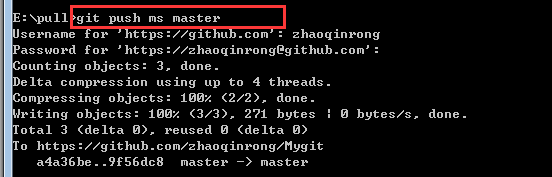 E:\pull>git push ms master
Username for 'https://github.com': zhaoqinrong
Password for 'https://zhaoqinrong@github.com':
Counting objects: 3, done.
Delta compression using up to 4 threads.
Compressing objects: 100% (2/2), done.
Writing objects: 100% (3/3), 271 bytes | 0 bytes/s, done.
Total 3 (delta 0), reused 0 (delta 0)
To https://github.com/zhaoqinrong/Mygit
   a4a36be..9f56dc8  master -> master